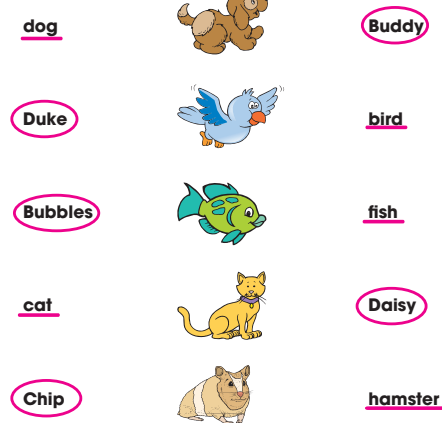 dog Buddy
Duke bird
Bubbles fish
cat Daisy
Chip hamster